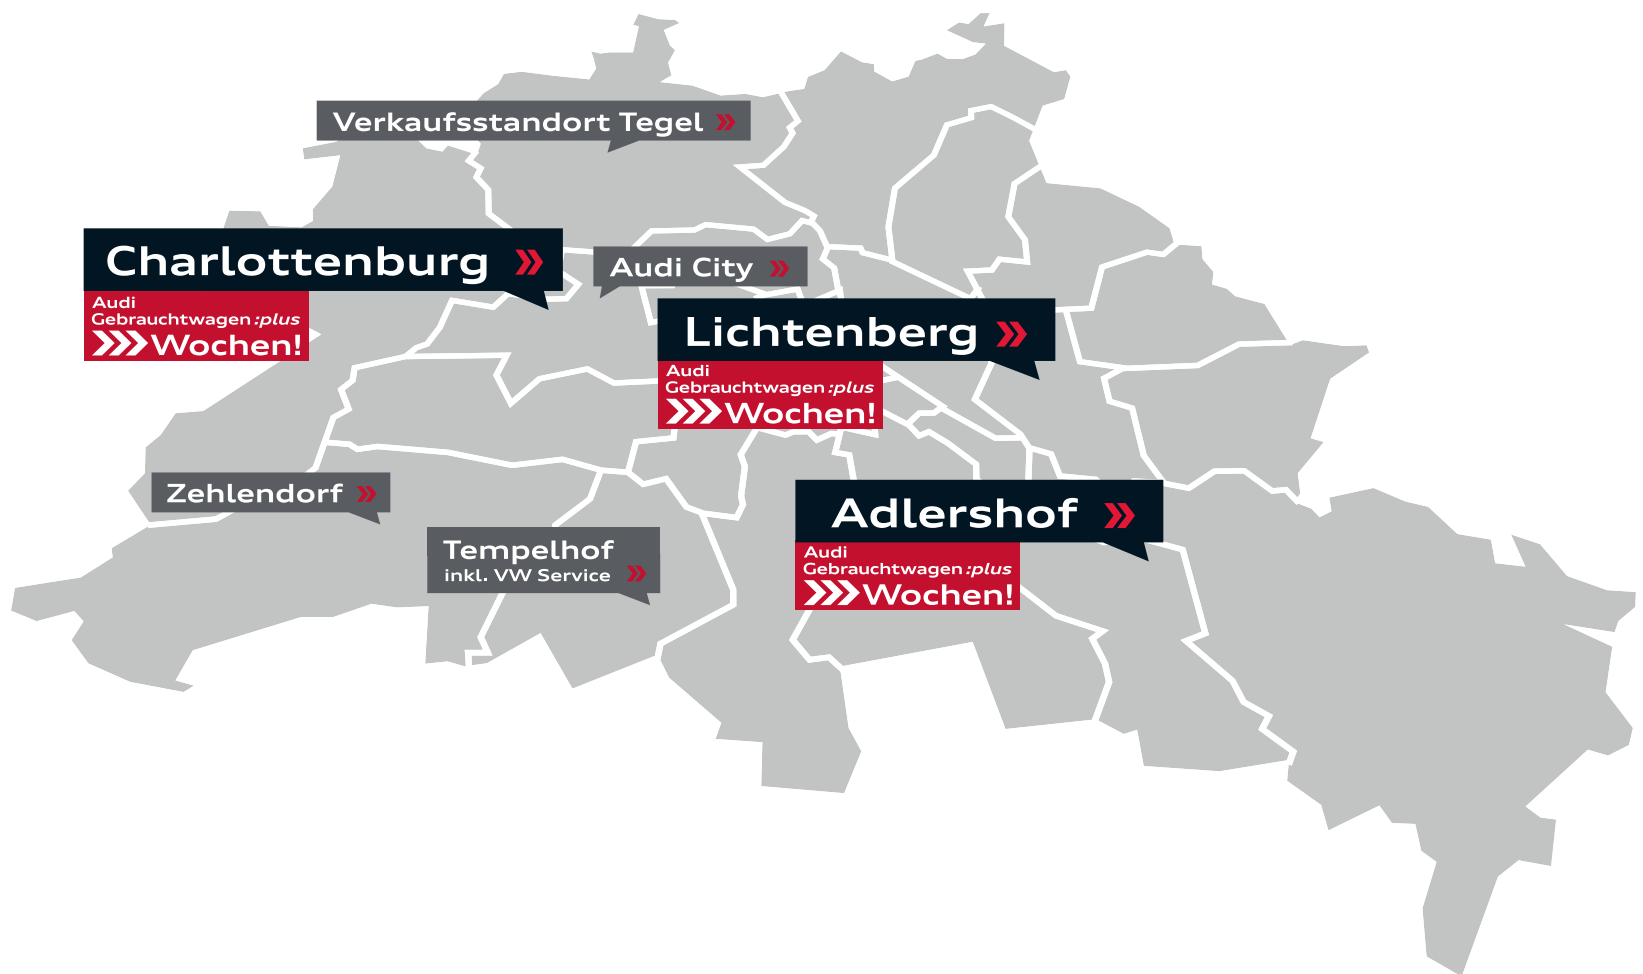 Verkaufsstandort Tegel »
Charlottenburg »
Audi
Gebrauchtwagen :plus
Wochen!
Audi City »
Lichtenberg »
Audi
Gebrauchtwagen :plus
Wochen!
Zehlendorf »
Tempelhof
inkl. VW Service »
Adlershof »
Audi
Gebrauchtwagen :plus
Wochen!